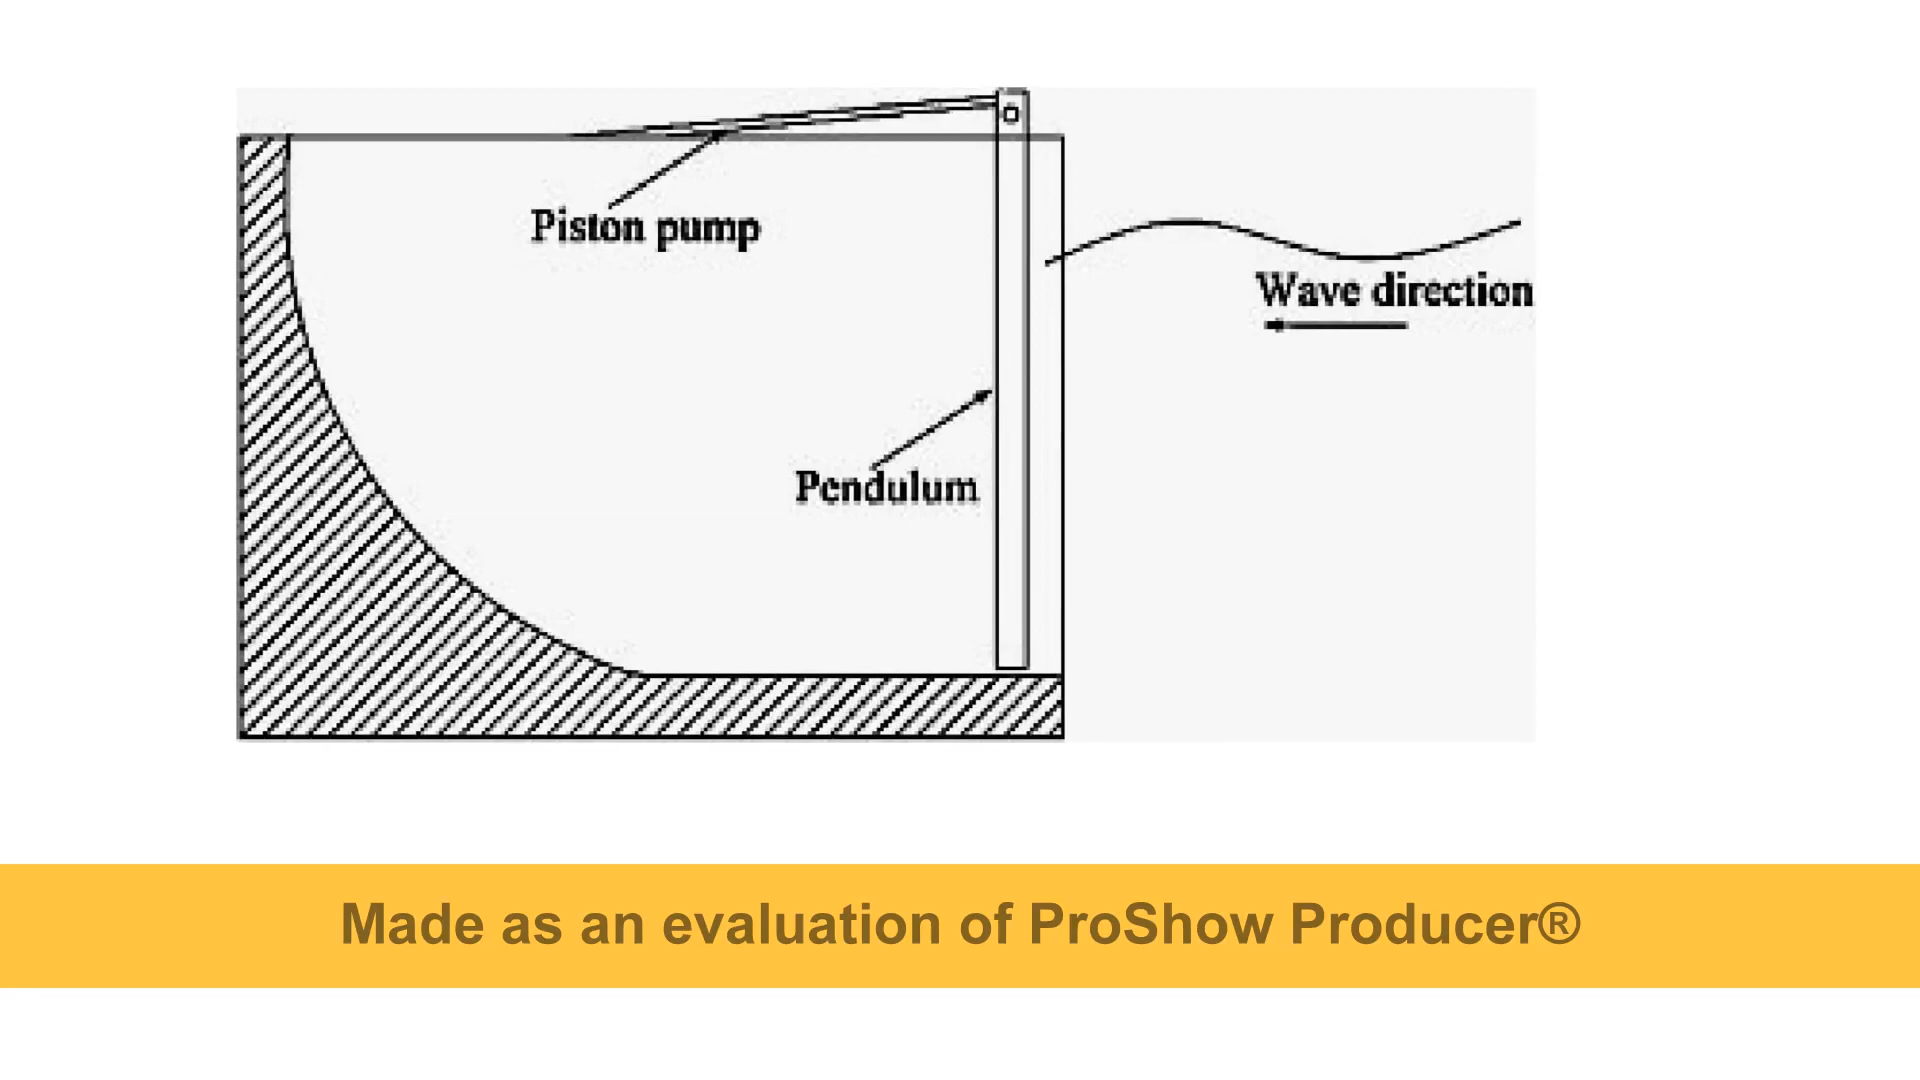 Piston pump
Wave direction
Pendulum
Made as an evaluation of ProShow Producer®